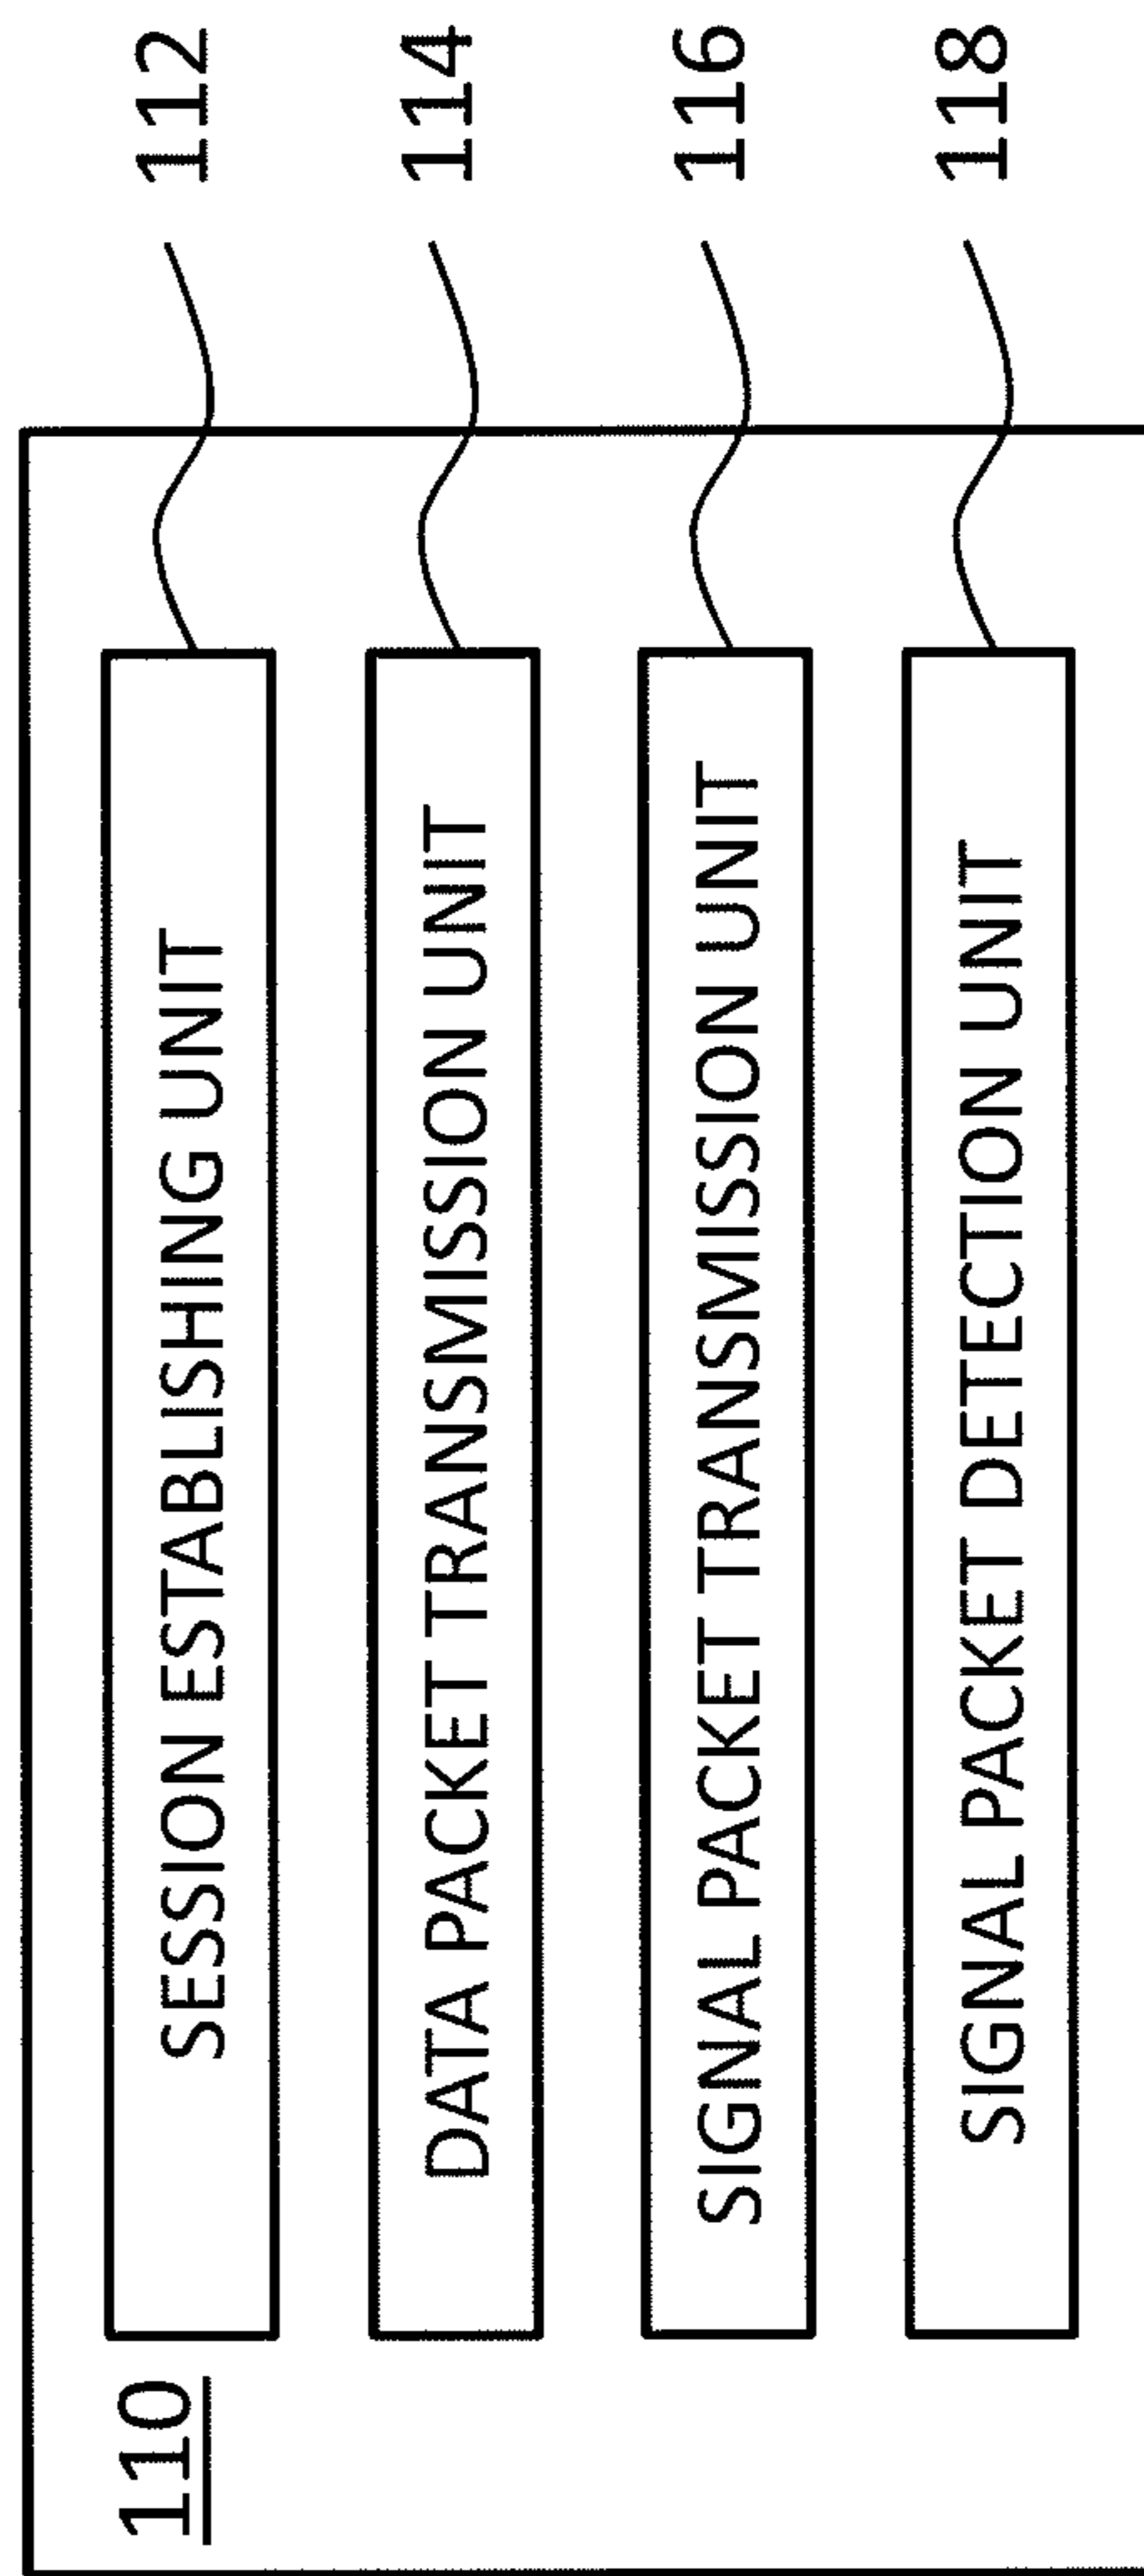 110
SESSION ESTABLISHING UNIT 112
DATA PACKET TRANSMISSION UNIT 114
SIGNAL PACKET TRANSMISSION UNIT 116
SIGNAL PACKET DETECTION UNIT 118